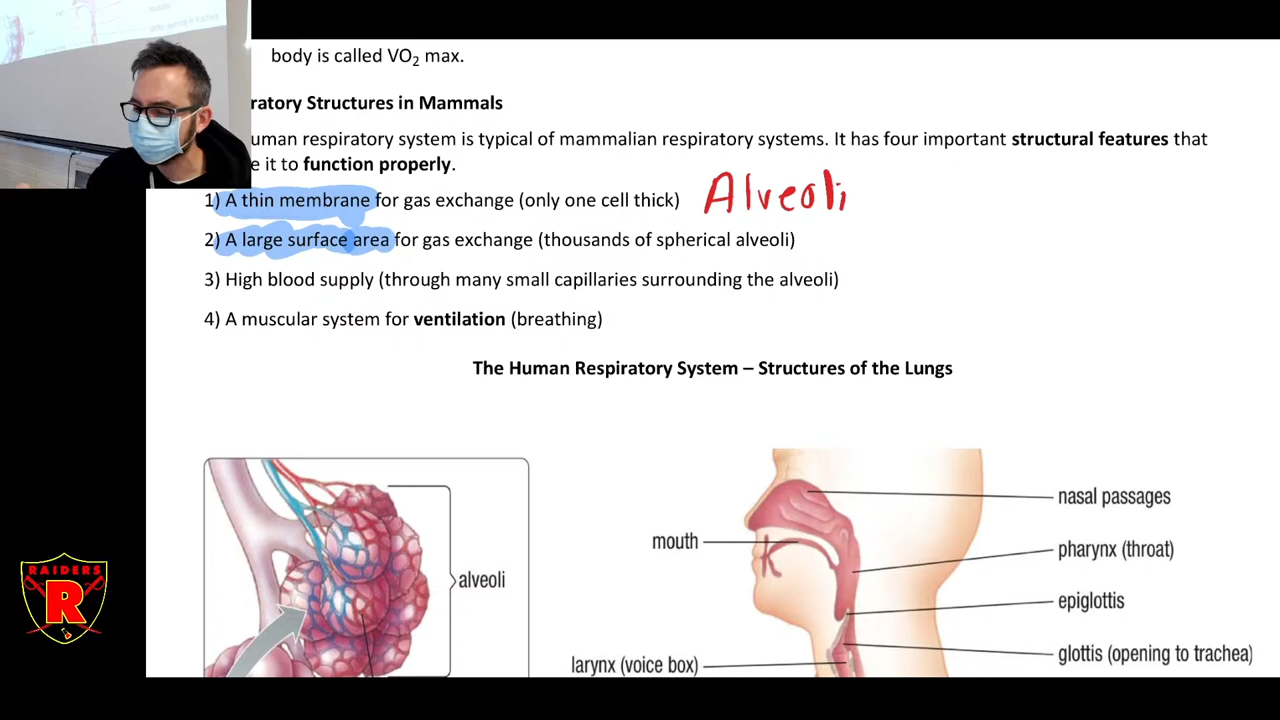 body is called VO₂ max.
ratory Structures in Mammals
uman respiratory system is typical of mammalian respiratory systems. It has four important structural features that
e it to function properly.
1) A thin membrane for gas exchange (only one cell thick) Alveoli
2) A large surface area for gas exchange (thousands of spherical alveoli)
3) High blood supply (through many small capillaries surrounding the alveoli)
4) A muscular system for ventilation (breathing)
The Human Respiratory System – Structures of the Lungs
nasal passages
mouth
pharynx (throat)
alveoli
epiglottis
glottis (opening to trachea)
larynx (voice box)
RAIDERS
R